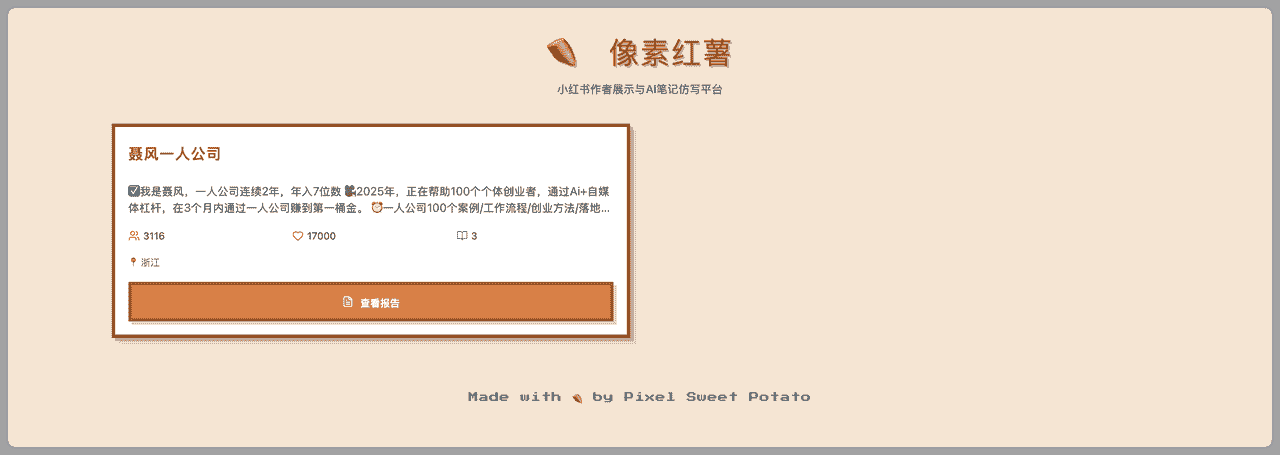 🍠 像素红薯
小红书作者展示与AI笔记仿写平台
聂风一人公司
✅我是聂风，一人公司连续2年，年入7位数 🎥2025年，正在帮助100个个体创业者，通过Ai+自媒
体杠杆，在3个月内通过一人公司赚到第一桶金。 ⏰一人公司100个案例/工作流程/创业方法/落地...
3116 17000 3
📍 浙江
查看报告
Made with 🍠 by Pixel Sweet Potato